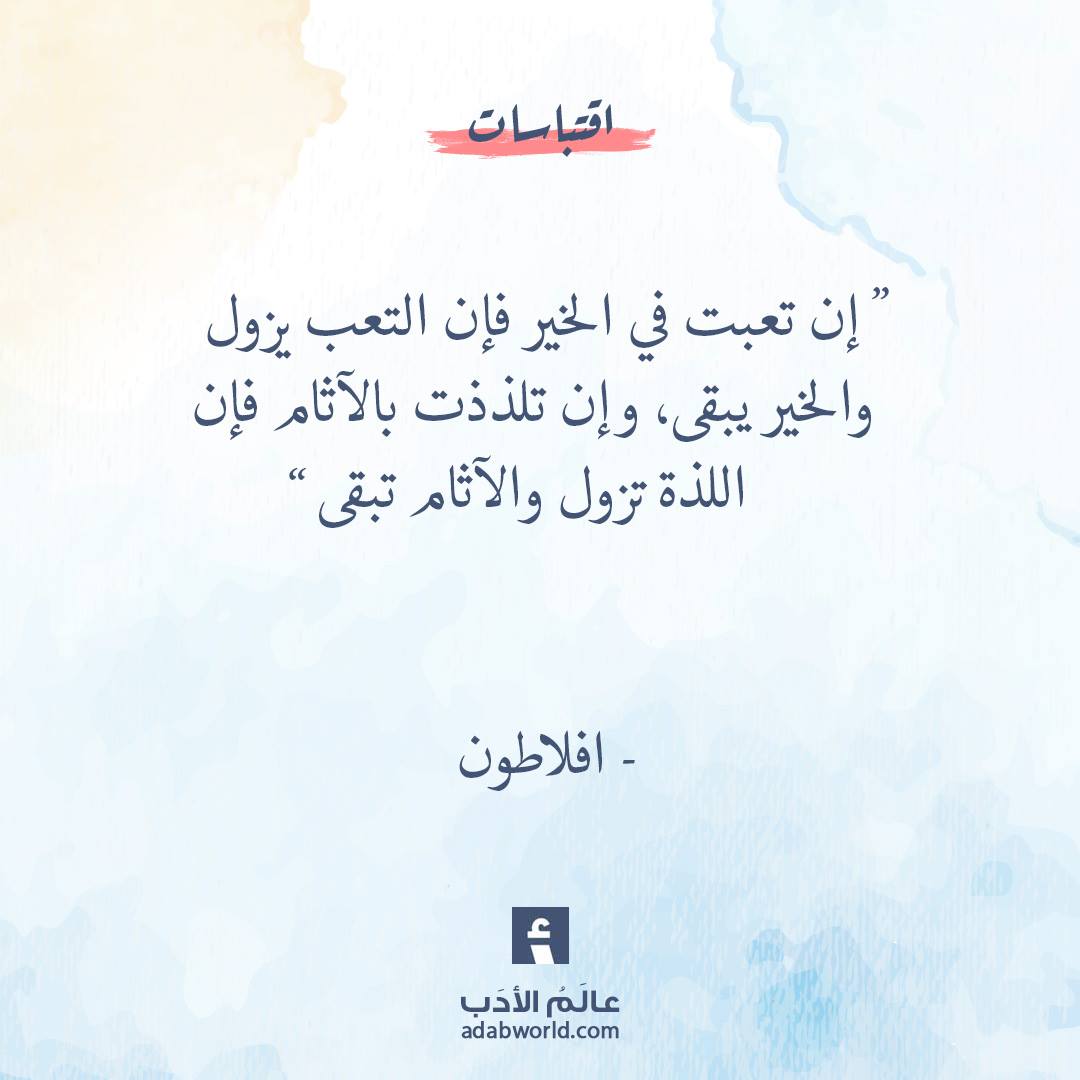 اقتباسات
” إن تعبت في الخير فإن التعب يزول
والخير يبقى، وإن تلذذت بالآثام فإن
اللذة تزول والآثام تبقى “
- افلاطون
أ
عالَمُ الأدَب
adabworld.com